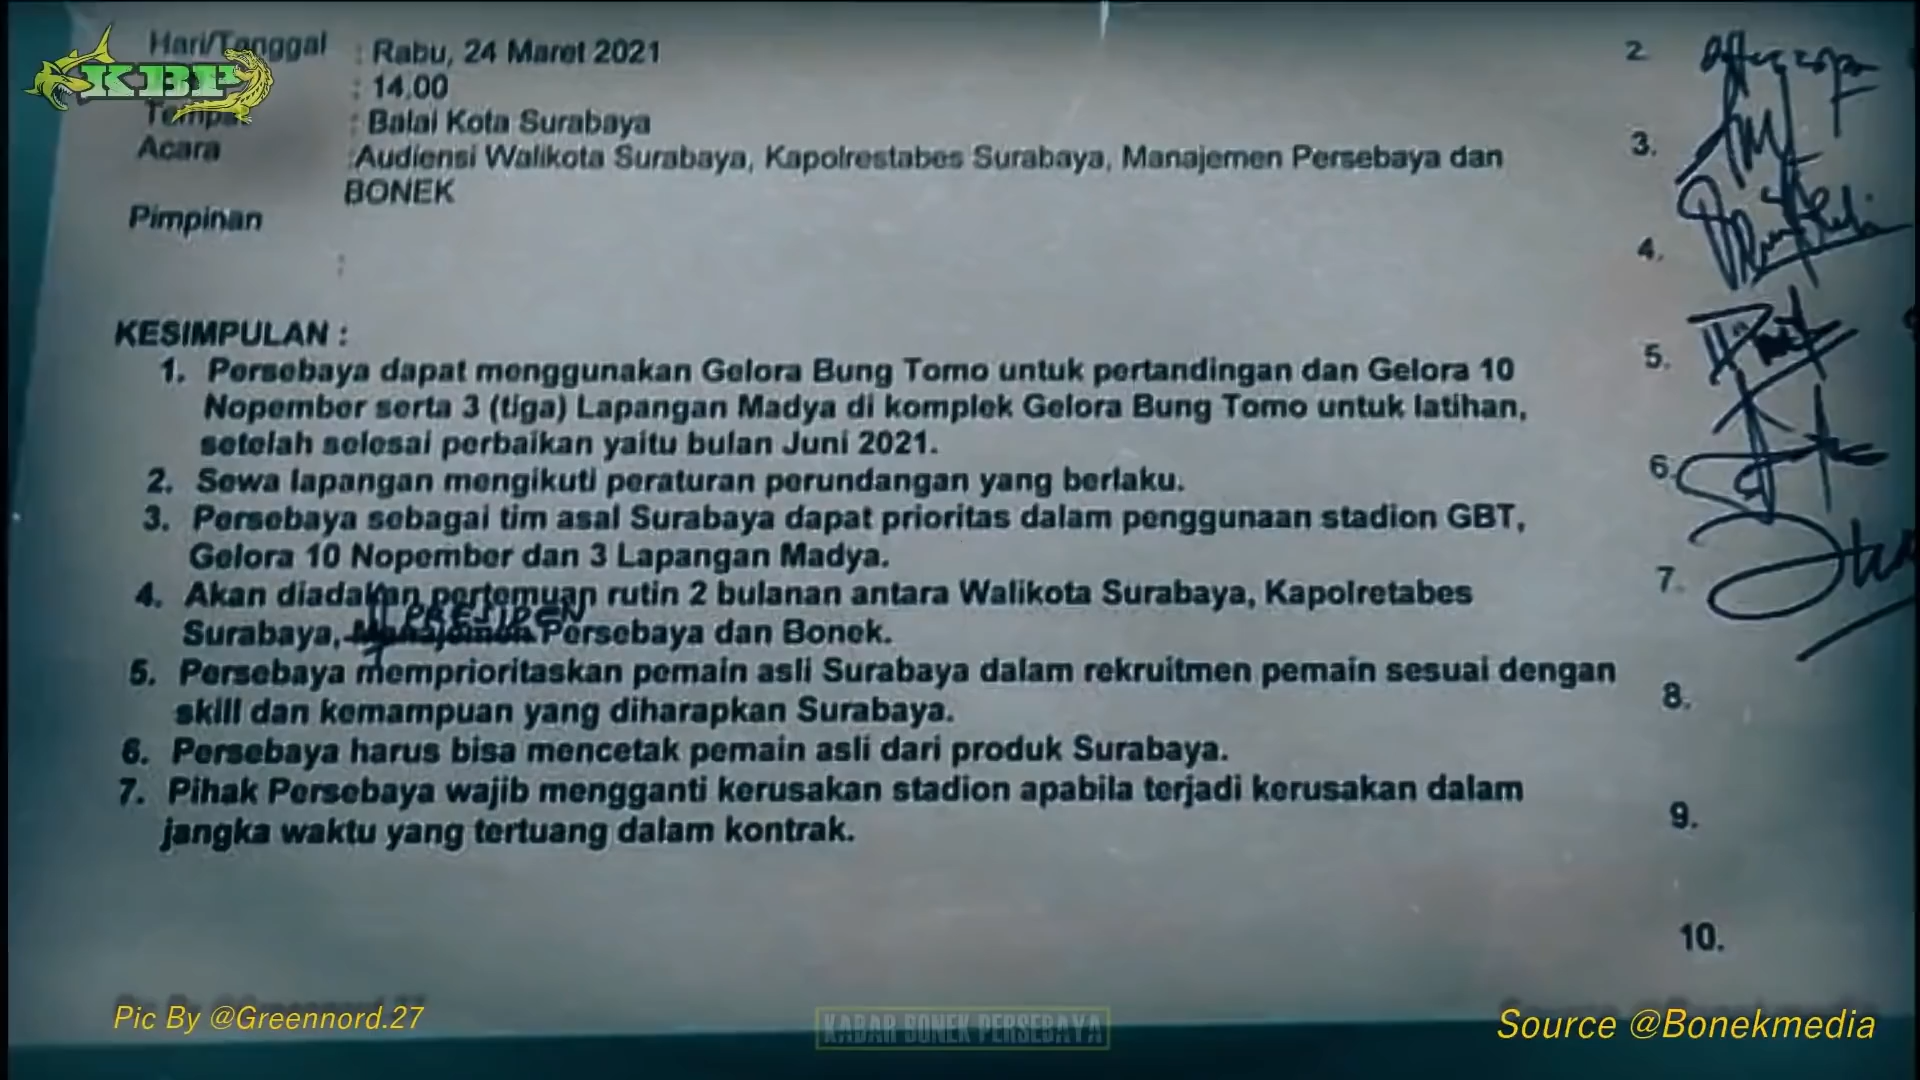 Hari/Tanggal : Rabu, 24 Maret 2021
: 14.00
Tempat : Balai Kota Surabaya
Acara : Audiensi Walikota Surabaya, Kapolrestabes Surabaya, Manajemen Persebaya dan
BONEK
Pimpinan
:
KESIMPULAN :
1. Persebaya dapat menggunakan Gelora Bung Tomo untuk pertandingan dan Gelora 10
Nopember serta 3 (tiga) Lapangan Madya di komplek Gelora Bung Tomo untuk latihan,
setelah selesai perbaikan yaitu bulan Juni 2021.
2. Sewa lapangan mengikuti peraturan perundangan yang berlaku.
3. Persebaya sebagai tim asal Surabaya dapat prioritas dalam penggunaan stadion GBT,
Gelora 10 Nopember dan 3 Lapangan Madya.
4. Akan diadakan pertemuan rutin 2 bulanan antara Walikota Surabaya, Kapolretabes
PRESIDEN
Surabaya, Manajemen Persebaya dan Bonek.
5. Persebaya memprioritaskan pemain asli Surabaya dalam rekruitmen pemain sesuai dengan
skill dan kemampuan yang diharapkan Surabaya.
6. Persebaya harus bisa mencetak pemain asli dari produk Surabaya.
7. Pihak Persebaya wajib mengganti kerusakan stadion apabila terjadi kerusakan dalam
jangka waktu yang tertuang dalam kontrak.
2.
3.
4.
5.
6.
7.
8.
9.
10.
KBP
Pic By @Greennord.27
KABAR BONEK PERSEBAYA
Source @Bonekmedia